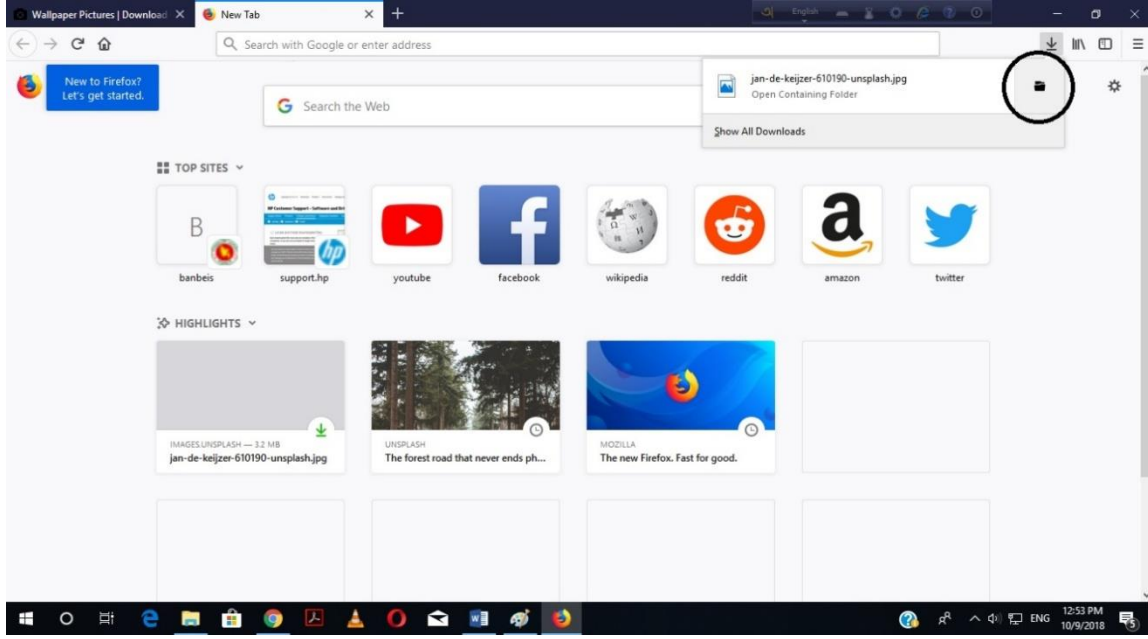 Wallpaper Pictures | Download
New Tab
অ English
Search with Google or enter address
New to Firefox?
Let's get started.
Search the Web
jan-de-keijzer-610190-unsplash.jpg
Open Containing Folder
Show All Downloads
TOP SITES
B
hp
a
banbeis
support.hp
youtube
facebook
wikipedia
reddit
amazon
twitter
HIGHLIGHTS
IMAGES.UNSPLASH — 3.2 MB
jan-de-keijzer-610190-unsplash.jpg
UNSPLASH
The forest road that never ends ph...
MOZILLA
The new Firefox. Fast for good.
ENG
12:53 PM
10/9/2018
5